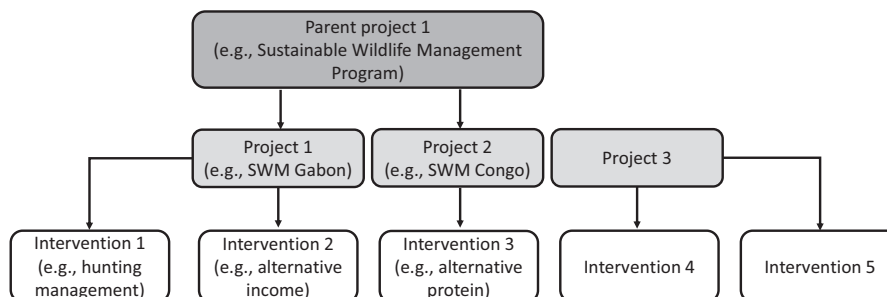 Parent project 1
(e.g., Sustainable Wildlife Management
Program)
Project 1
(e.g., SWM Gabon)
Project 2
(e.g., SWM Congo)
Project 3
Intervention 1
(e.g., hunting
management)
Intervention 2
(e.g., alternative
income)
Intervention 3
(e.g., alternative
protein)
Intervention 4
Intervention 5